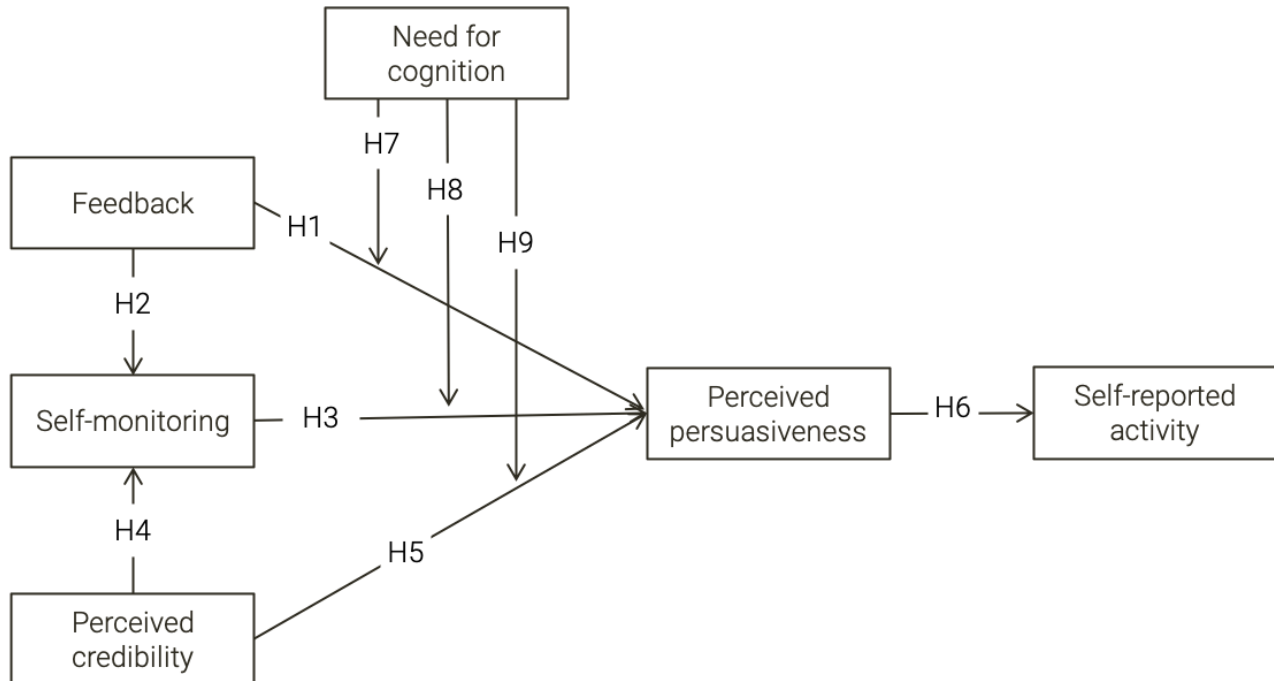 Need for
cognition
H7
H8
Feedback
H1
H9
H2
Self-monitoring
H3
Perceived
persuasiveness
H6
Self-reported
activity
H4
H5
Perceived
credibility